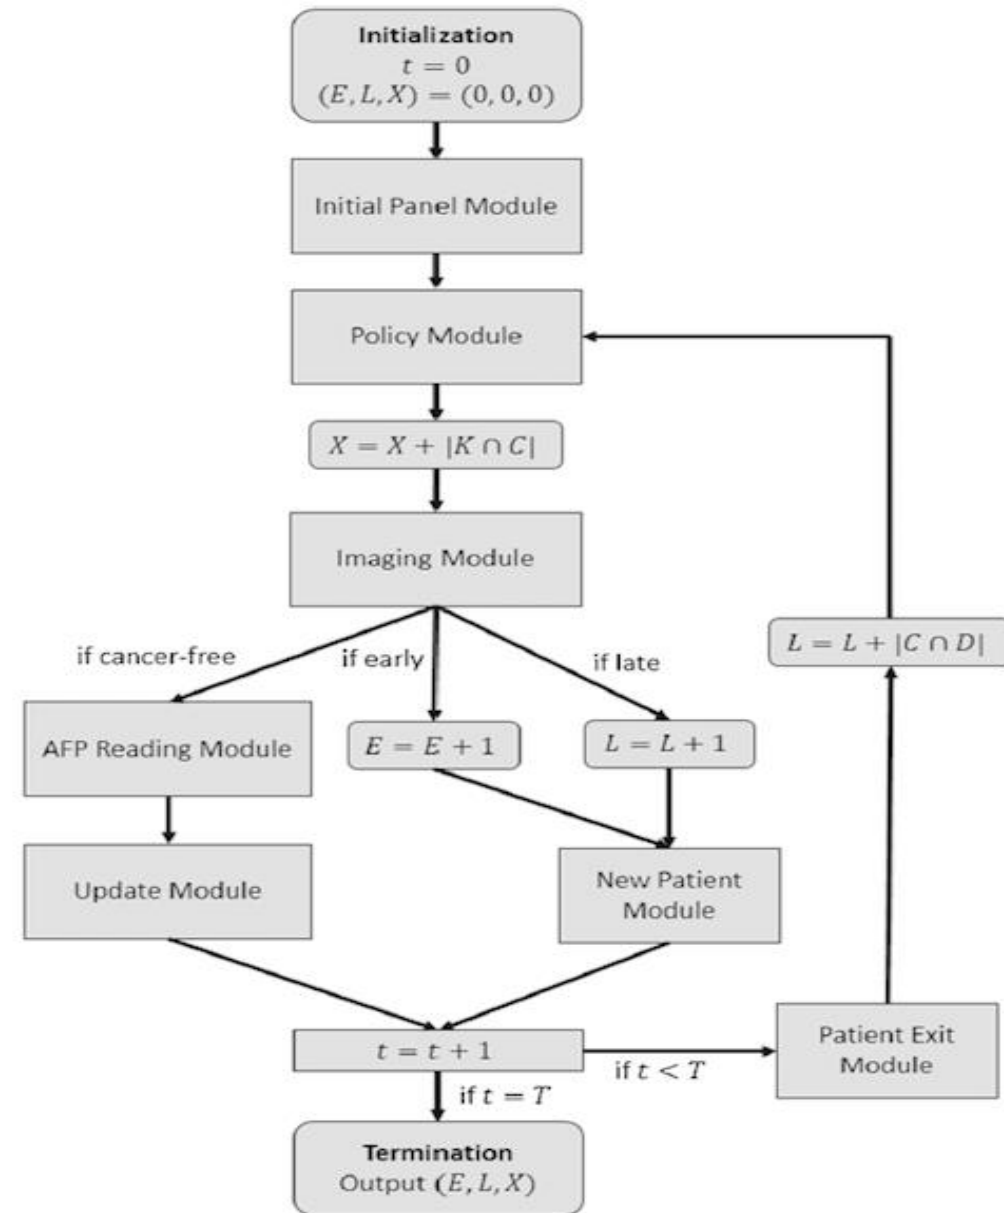 Initialization
t = 0
(E, L, X) = (0, 0, 0)
Initial Panel Module
Policy Module
X = X + |K ∩ C|
Imaging Module
if cancer-free
if early
if late
L = L + |C ∩ D|
AFP Reading Module
E = E + 1
L = L + 1
Update Module
New Patient
Module
t = t + 1
if t < T
Patient Exit
Module
if t = T
Termination
Output (E, L, X)